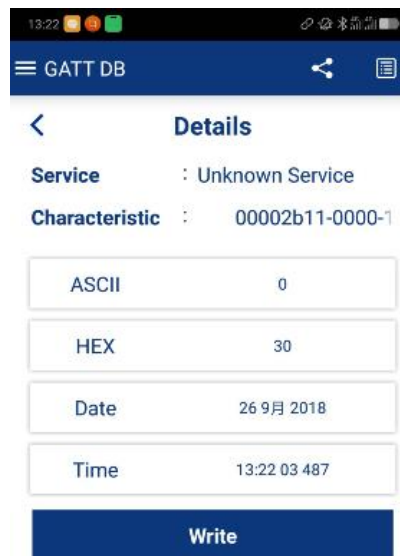 13:22
GATT DB
Details
Service : Unknown Service
Characteristic : 00002b11-0000-1
ASCII 0
HEX 30
Date 26 9月 2018
Time 13:22 03 487
Write